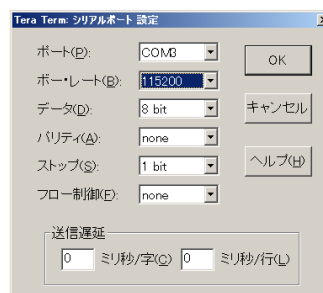 Tera Term: シリアルポート 設定
ポート(P): COM3
OK
ボー・レート(B): 115200
データ(D): 8 bit
キャンセル
パリティ(A): none
ストップ(S): 1 bit
ヘルプ(H)
フロー制御(F): none
送信遅延
0 ミリ秒/字(C) 0 ミリ秒/行(L)